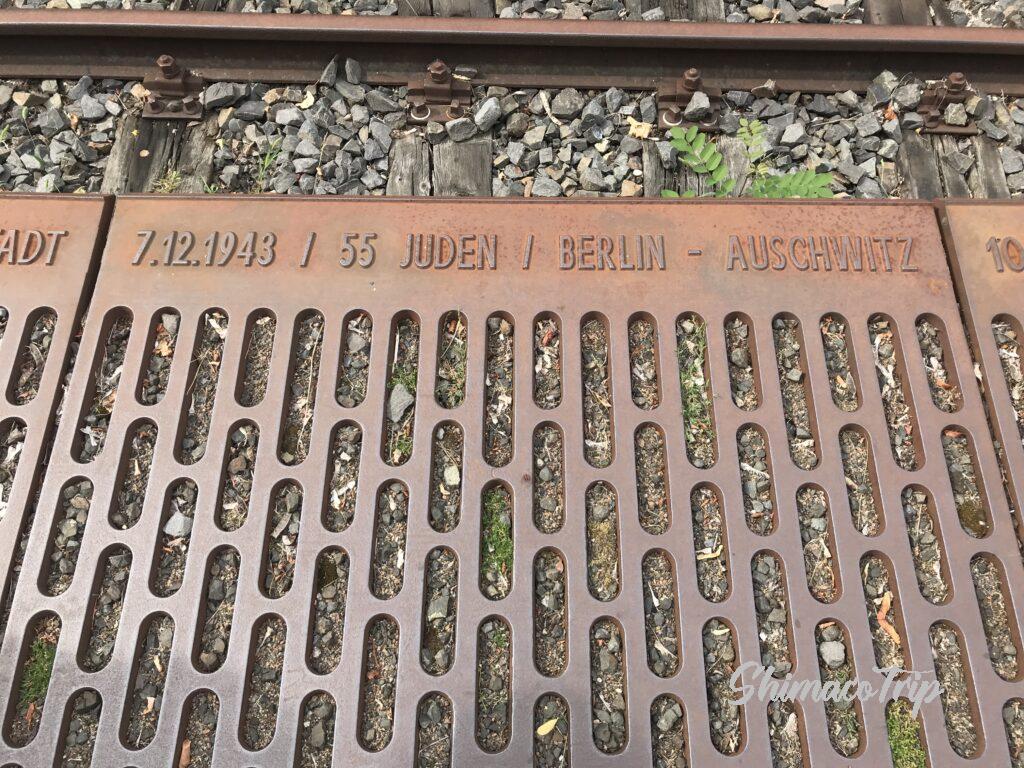 7.12.1943 / 55 JUDEN / BERLIN - AUSCHWITZ
ShimacoTrip